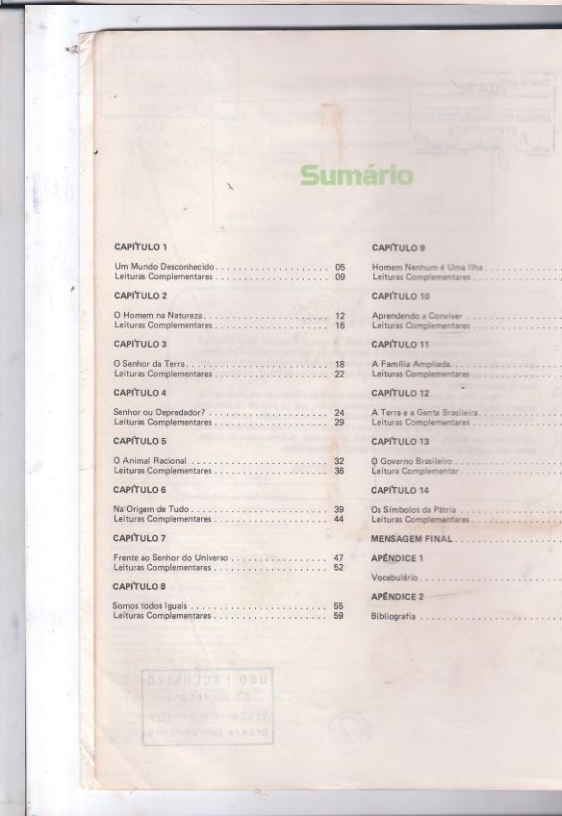 Sumário
CAPÍTULO 1
Um Mundo Desconhecido . . . . . . . . . . . . . . . . . . . . 05
Leituras Complementares . . . . . . . . . . . . . . . . . . . . 09
CAPÍTULO 2
O Homem na Natureza . . . . . . . . . . . . . . . . . . . . 12
Leituras Complementares . . . . . . . . . . . . . . . . . . . . 16
CAPÍTULO 3
O Senhor da Terra . . . . . . . . . . . . . . . . . . . . 18
Leituras Complementares . . . . . . . . . . . . . . . . . . . . 22
CAPÍTULO 4
Senhor ou Depredador? . . . . . . . . . . . . . . . . . . . . 24
Leituras Complementares . . . . . . . . . . . . . . . . . . . . 29
CAPÍTULO 5
O Animal Racional . . . . . . . . . . . . . . . . . . . . 32
Leituras Complementares . . . . . . . . . . . . . . . . . . . . 36
CAPÍTULO 6
Na Origem de Tudo . . . . . . . . . . . . . . . . . . . . 39
Leituras Complementares . . . . . . . . . . . . . . . . . . . . 44
CAPÍTULO 7
Frente ao Senhor do Universo . . . . . . . . . . . . . . . . . . 47
Leituras Complementares . . . . . . . . . . . . . . . . . . . . 52
CAPÍTULO 8
Somos todos Iguais . . . . . . . . . . . . . . . . . . . . 55
Leituras Complementares . . . . . . . . . . . . . . . . . . . . 59
CAPÍTULO 9
Homem Nenhum é Uma Ilha . . . . . . . . . .
Leituras Complementares . . . . . . . . . .
CAPÍTULO 10
Aprendendo a Conviver . . . . . . . . . .
Leituras Complementares . . . . . . . . . .
CAPÍTULO 11
A Família Ampliada . . . . . . . . . .
Leituras Complementares . . . . . . . . . .
CAPÍTULO 12
A Terra e a Gente Brasileira . . . . . . . . . .
Leituras Complementares . . . . . . . . . .
CAPÍTULO 13
O Governo Brasileiro . . . . . . . . . .
Leitura Complementar . . . . . . . . . .
CAPÍTULO 14
Os Símbolos da Pátria . . . . . . . . . .
Leituras Complementares . . . . . . . . . .
MENSAGEM FINAL . . . . . . . . . .
APÊNDICE 1
Vocabulário . . . . . . . . . .
APÊNDICE 2
Bibliografia . . . . . . . . . .